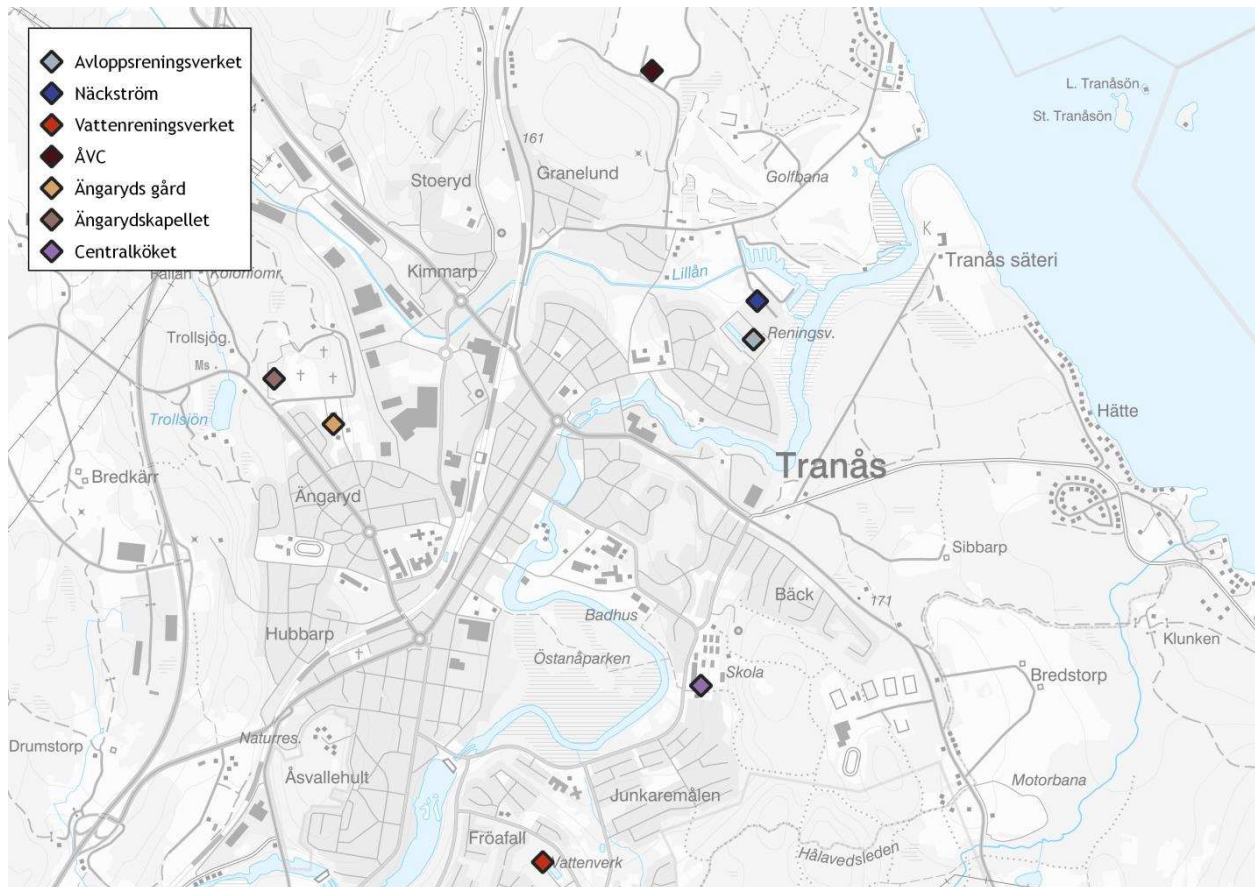 Avloppsreningsverket
Näckström
Vattenreningsverket
ÅVC
Ängaryds gård
Ängarydskapellet
Centralköket
L. Tranåsön
St. Tranåsön
161
Stoeryd
Granelund
Golfbana
K
Tranås säteri
Koloniomr.
Kimmarp
Lillån
Reningsv.
Trollsjög.
Ms
Trollsjön
Hätte
Bredkärr
Tranås
Ängaryd
Sibbarp
Bäck
171
Badhus
Hubbarp
Klunken
Östanåparken
Skola
Bredstorp
Drumstorp
Naturres.
Åsvallehult
Motorbana
Junkaremålen
Fröafall
Hålavedsleden
Vattenverk